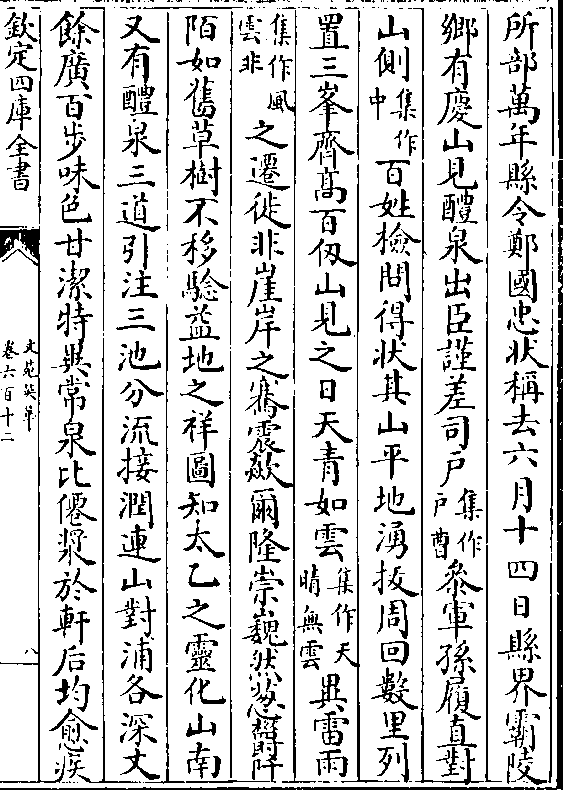 所部萬年縣令鄭國忠狀稱去六月十四日縣界霸陵
鄉有慶山見醴泉出臣謹差司戶集作戶曹參軍孫履直對
山側集作中百姓檢問得狀其山平地湧拔周回數里列
置三峯齊高百仭山見之日天青如雲集作天晴無雲異雷雨
集作風雲非之遷徙非崖岸之騫震欻爾隆崇巍然葱鬱阡
陌如舊草樹不移驗益地之祥圖知太乙之靈化山南
又有醴泉三道引注三池分流接潤連山對浦各深丈
餘廣百步味色甘潔特異常泉比僊漿於軒后均愈疾
欽定四庫全書
文苑英華
卷六百十二
八